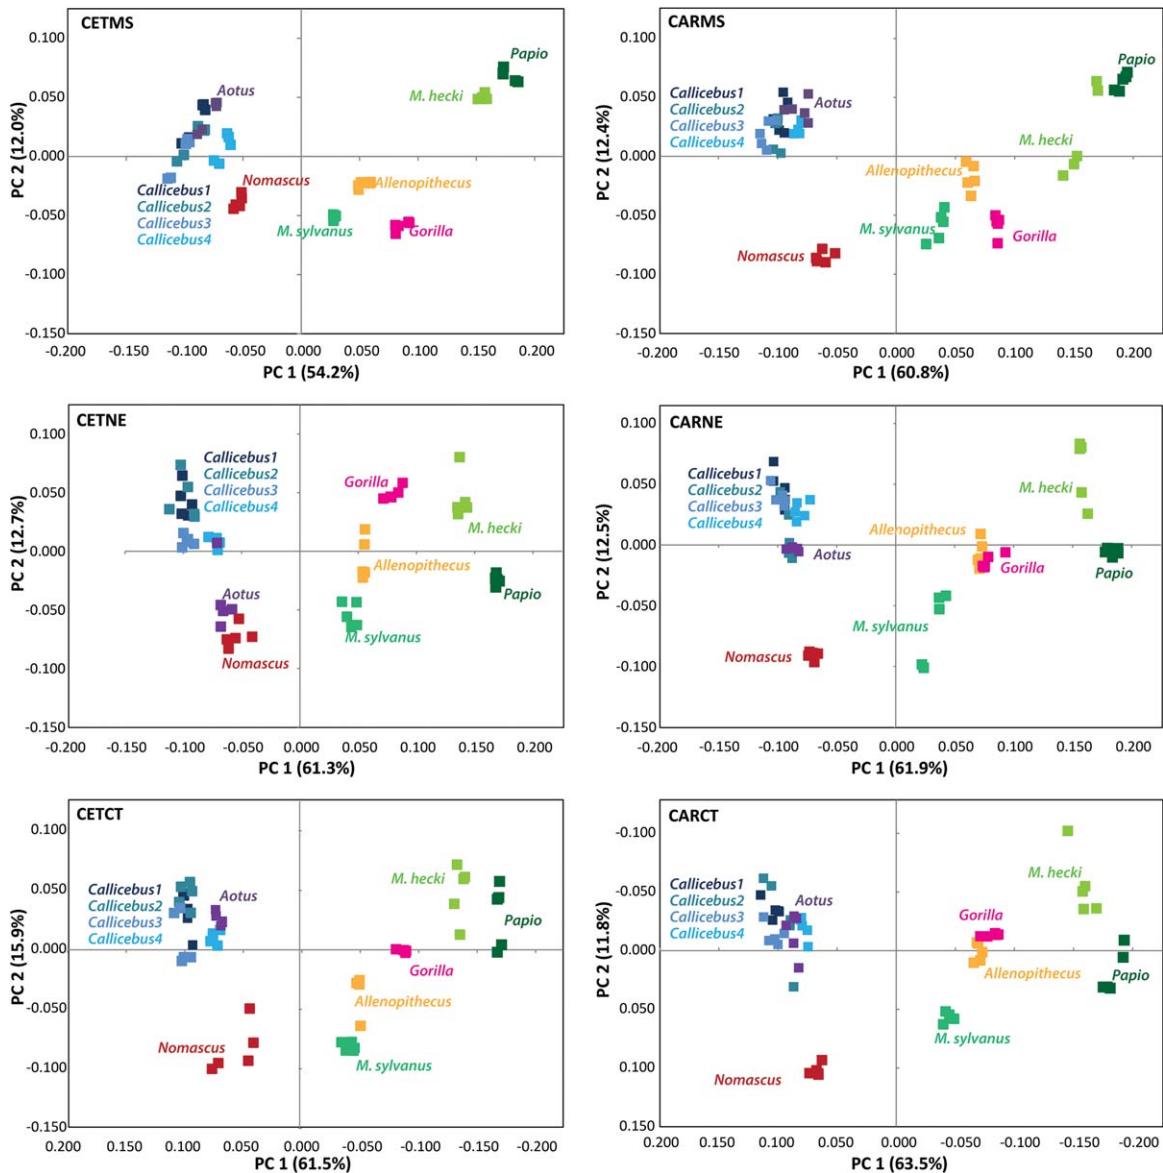 CETMS
0.100
0.050
0.000
-0.050
-0.100
-0.150
PC 2 (12.0%)
Papio
M. hecki
Aotus
Callicebus1
Callicebus2
Callicebus3
Callicebus4
Nomascus
Allenopithecus
M. sylvanus
Gorilla
-0.200 -0.150 -0.100 -0.050 0.000 0.050 0.100 0.150 0.200
PC 1 (54.2%)
CARMS
0.100
0.050
0.000
-0.050
-0.100
-0.150
PC 2 (12.4%)
Papio
Callicebus1
Callicebus2
Callicebus3
Callicebus4
Aotus
M. hecki
Allenopithecus
M. sylvanus
Gorilla
Nomascus
-0.200 -0.150 -0.100 -0.050 0.000 0.050 0.100 0.150 0.200
PC 1 (60.8%)
CETNE
0.100
0.050
0.000
-0.050
-0.100
-0.150
PC 2 (12.7%)
Callicebus1
Callicebus2
Callicebus3
Callicebus4
Gorilla
M. hecki
Allenopithecus
Papio
Aotus
M. sylvanus
Nomascus
-0.200 -0.150 -0.100 -0.050 0.000 0.050 0.100 0.150 0.200
PC 1 (61.3%)
CARNE
0.100
0.050
0.000
-0.050
-0.100
-0.150
PC 2 (12.5%)
Callicebus1
Callicebus2
Callicebus3
Callicebus4
M. hecki
Allenopithecus
Aotus
Gorilla
Papio
M. sylvanus
Nomascus
-0.200 -0.150 -0.100 -0.050 0.000 0.050 0.100 0.150 0.200
PC 1 (61.9%)
CETCT
0.100
0.050
0.000
-0.050
-0.100
-0.150
PC 2 (15.9%)
Callicebus1
Callicebus2
Callicebus3
Callicebus4
Aotus
M. hecki
Papio
Gorilla
Allenopithecus
Nomascus
M. sylvanus
0.200 0.150 0.100 0.050 0.000 -0.050 -0.100 -0.150 -0.200
PC 1 (61.5%)
CARCT
-0.100
-0.050
-0.000
0.050
0.100
0.150
PC 2 (11.8%)
Callicebus1
Callicebus2
Callicebus3
Callicebus4
Aotus
M. hecki
Gorilla
Allenopithecus
Papio
M. sylvanus
Nomascus
0.200 0.150 0.100 0.050 0.000 -0.050 -0.100 -0.150 -0.200
PC 1 (63.5%)